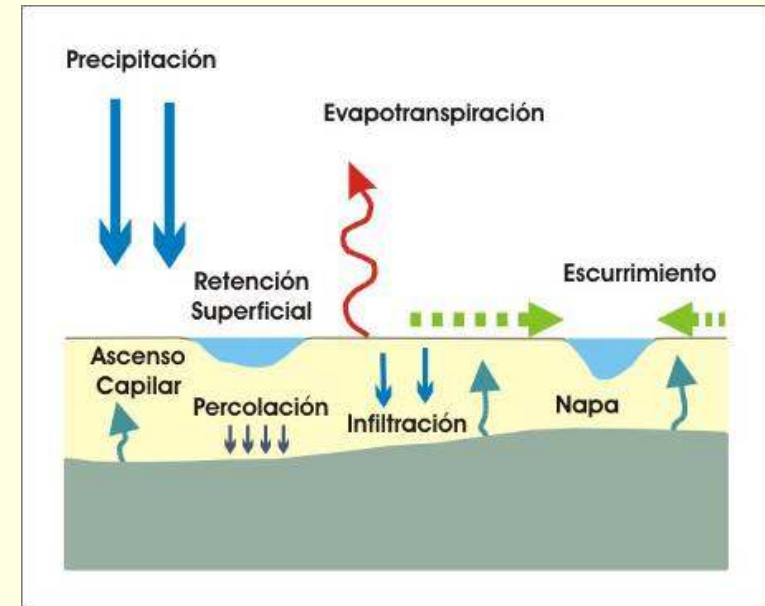 Precipitación
Evapotranspiración
Retención
Superficial
Escurrimiento
Ascenso
Capilar
Percolación
Infiltración
Napa